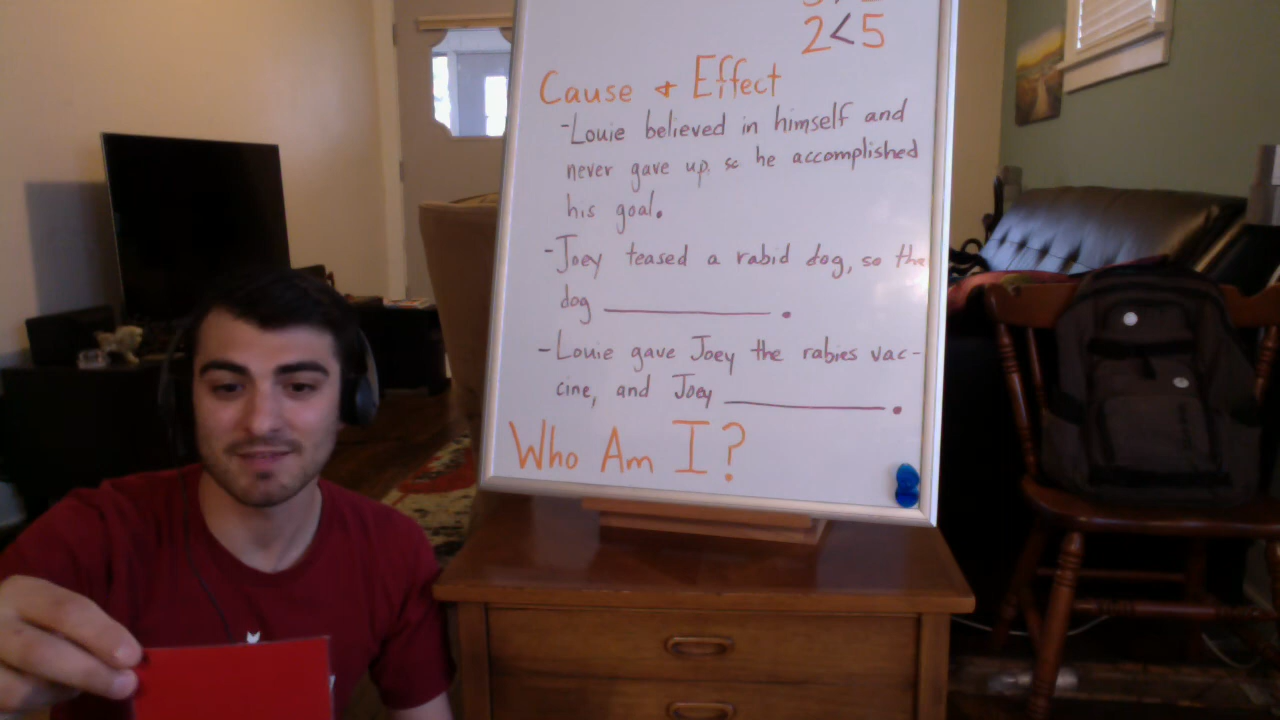 2<5
Cause + Effect
-Louie believed in himself and
never gave up, so he accomplished
his goal.
-Joey teased a rabid dog, so the
dog ___________.
-Louie gave Joey the rabies vac-
cine, and Joey ___________.
Who Am I?